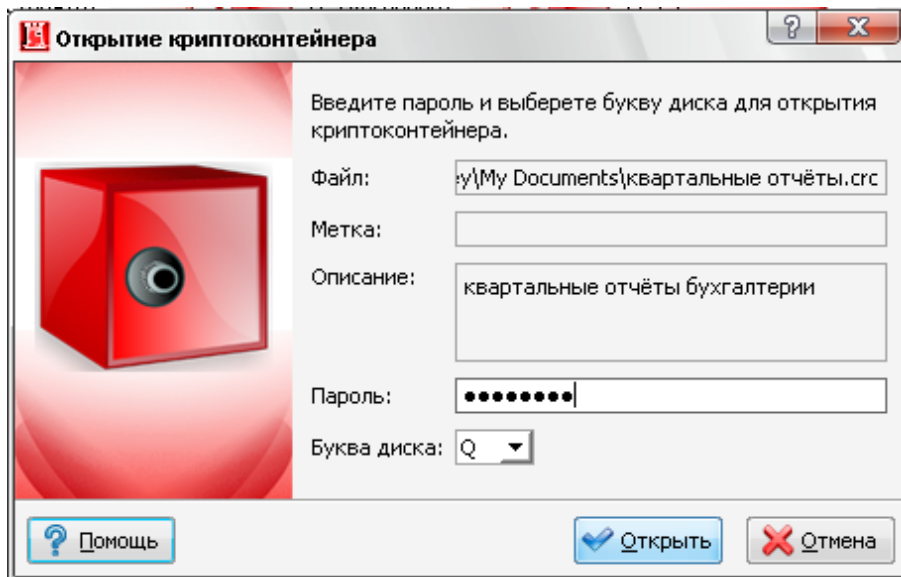 Открытие криптоконтейнера
Введите пароль и выберете букву диска для открытия
криптоконтейнера.
Файл: y\My Documents\квартальные отчёты.crc
Метка:
Описание: квартальные отчёты бухгалтерии
Пароль: ●●●●●●●●
Буква диска: Q
Помощь Открыть Отмена